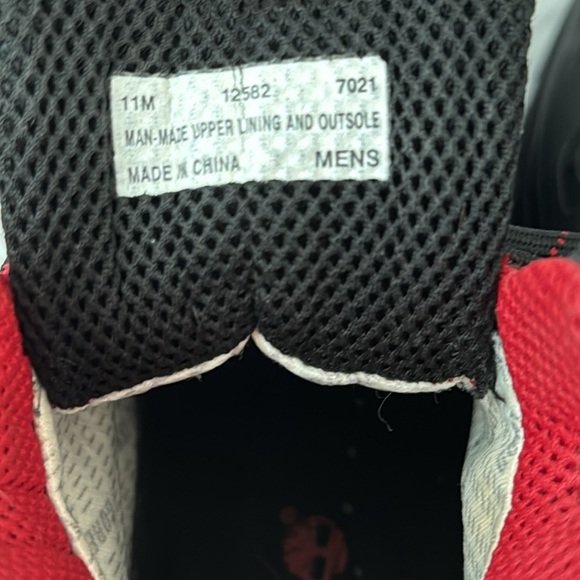 11M 12582 7021
MAN-MADE UPPER LINING AND OUTSOLE
MADE IN CHINA MENS